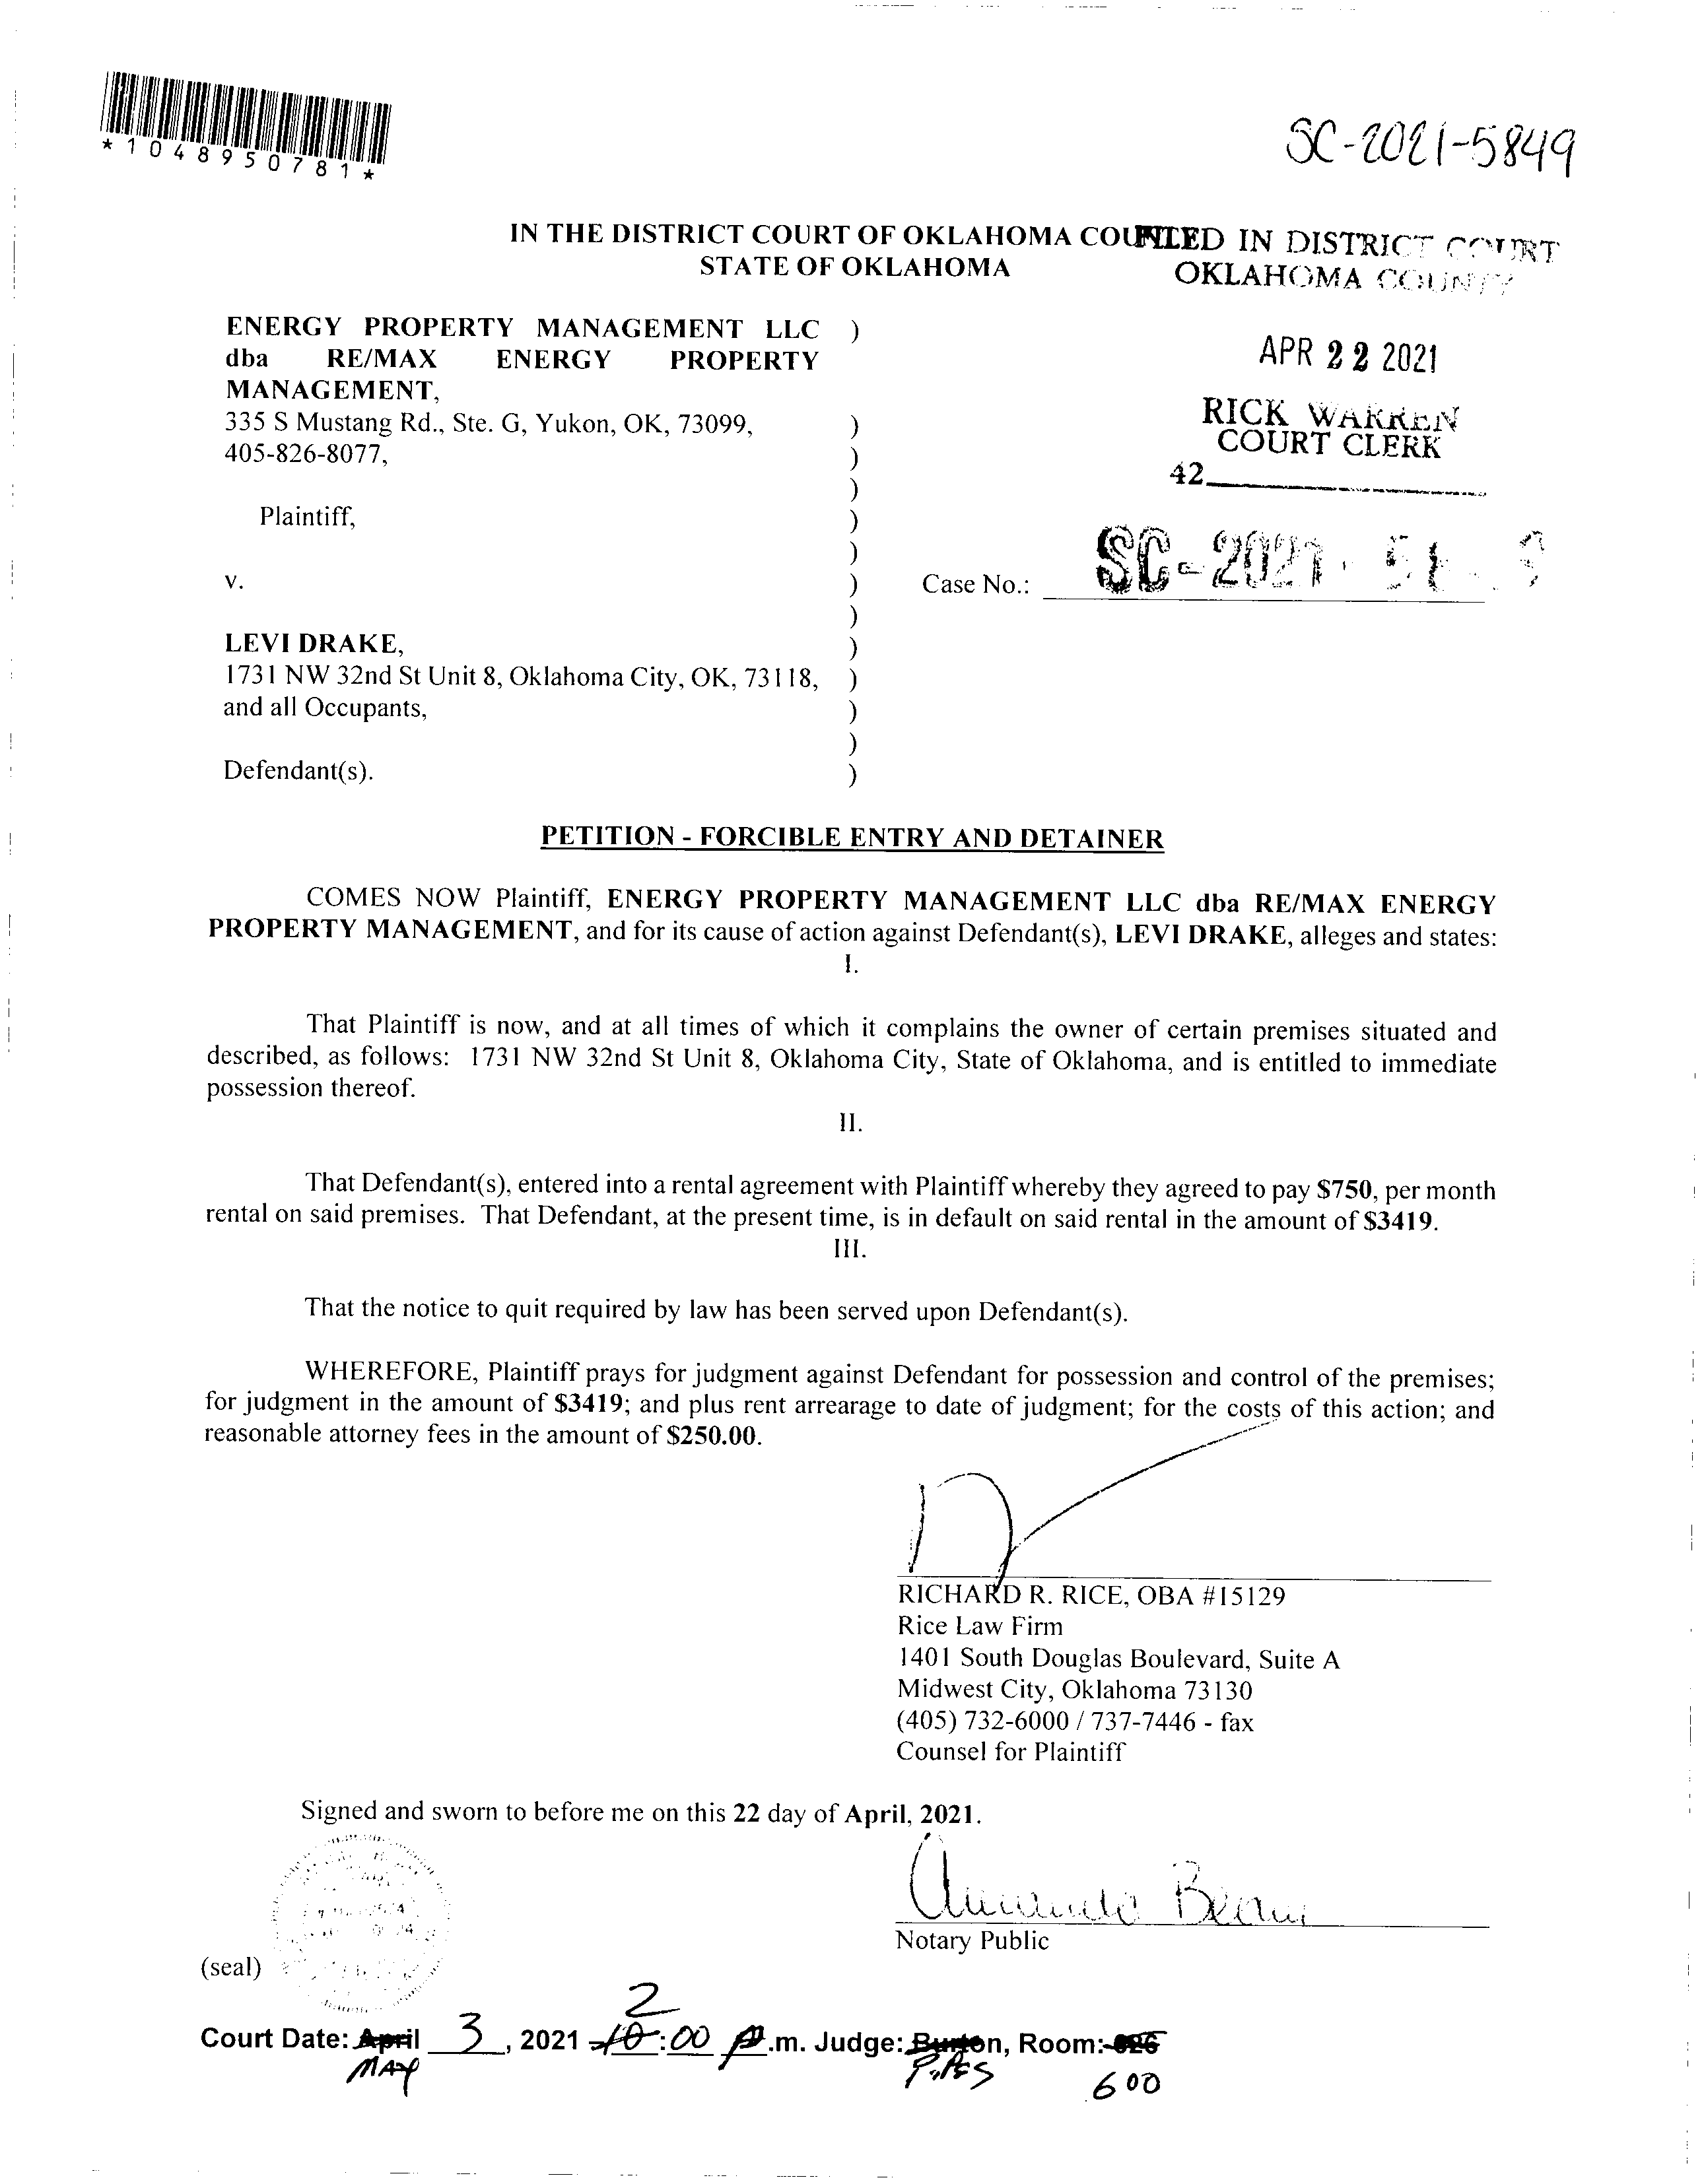 *1048950781*
SC-2021-5849
IN THE DISTRICT COURT OF OKLAHOMA COU
STATE OF OKLAHOMA
FILED IN DISTRICT COURT
OKLAHOMA COUNTY
APR 22 2021
RICK WARREN
COURT CLERK
42
ENERGY PROPERTY MANAGEMENT LLC )
dba RE/MAX ENERGY PROPERTY
MANAGEMENT,
335 S Mustang Rd., Ste. G, Yukon, OK, 73099, )
405-826-8077, )
)
Plaintiff, )
)
v. ) Case No.: SC-2021-
)
LEVI DRAKE, )
1731 NW 32nd St Unit 8, Oklahoma City, OK, 73118, )
and all Occupants, )
)
Defendant(s). )
PETITION - FORCIBLE ENTRY AND DETAINER
COMES NOW Plaintiff, ENERGY PROPERTY MANAGEMENT LLC dba RE/MAX ENERGY
PROPERTY MANAGEMENT, and for its cause of action against Defendant(s), LEVI DRAKE, alleges and states:
I.
That Plaintiff is now, and at all times of which it complains the owner of certain premises situated and
described, as follows: 1731 NW 32nd St Unit 8, Oklahoma City, State of Oklahoma, and is entitled to immediate
possession thereof.
II.
That Defendant(s), entered into a rental agreement with Plaintiff whereby they agreed to pay $750, per month
rental on said premises. That Defendant, at the present time, is in default on said rental in the amount of $3419.
III.
That the notice to quit required by law has been served upon Defendant(s).
WHEREFORE, Plaintiff prays for judgment against Defendant for possession and control of the premises;
for judgment in the amount of $3419; and plus rent arrearage to date of judgment; for the costs of this action; and
reasonable attorney fees in the amount of $250.00.
RICHARD R. RICE, OBA #15129
Rice Law Firm
1401 South Douglas Boulevard, Suite A
Midwest City, Oklahoma 73130
(405) 732-6000 / 737-7446 - fax
Counsel for Plaintiff
Signed and sworn to before me on this 22 day of April, 2021.
Amanda Beam
Notary Public
(seal)
2
Court Date: April 3, 2021 10:00 p.m. Judge: Burton, Room:
MAY 600